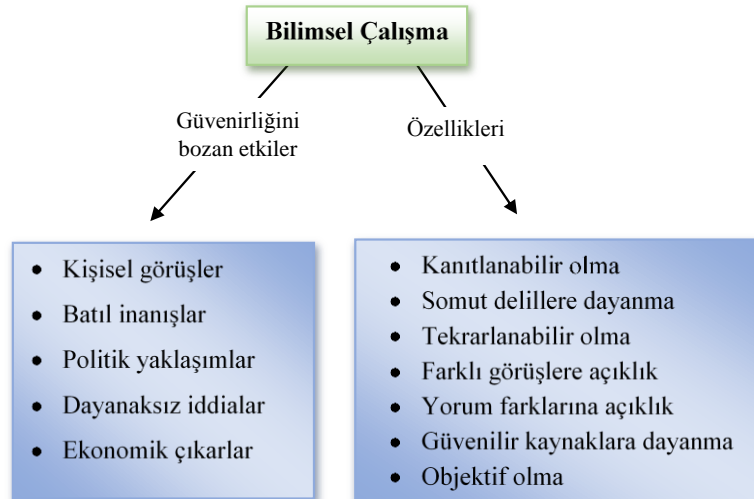 Bilimsel Çalışma
Güvenirliğini
bozan etkiler
Özellikleri
• Kişisel görüşler
• Batıl inanışlar
• Politik yaklaşımlar
• Dayanaksız iddialar
• Ekonomik çıkarlar
• Kanıtlanabilir olma
• Somut delillere dayanma
• Tekrarlanabilir olma
• Farklı görüşlere açıklık
• Yorum farklarına açıklık
• Güvenilir kaynaklara dayanma
• Objektif olma